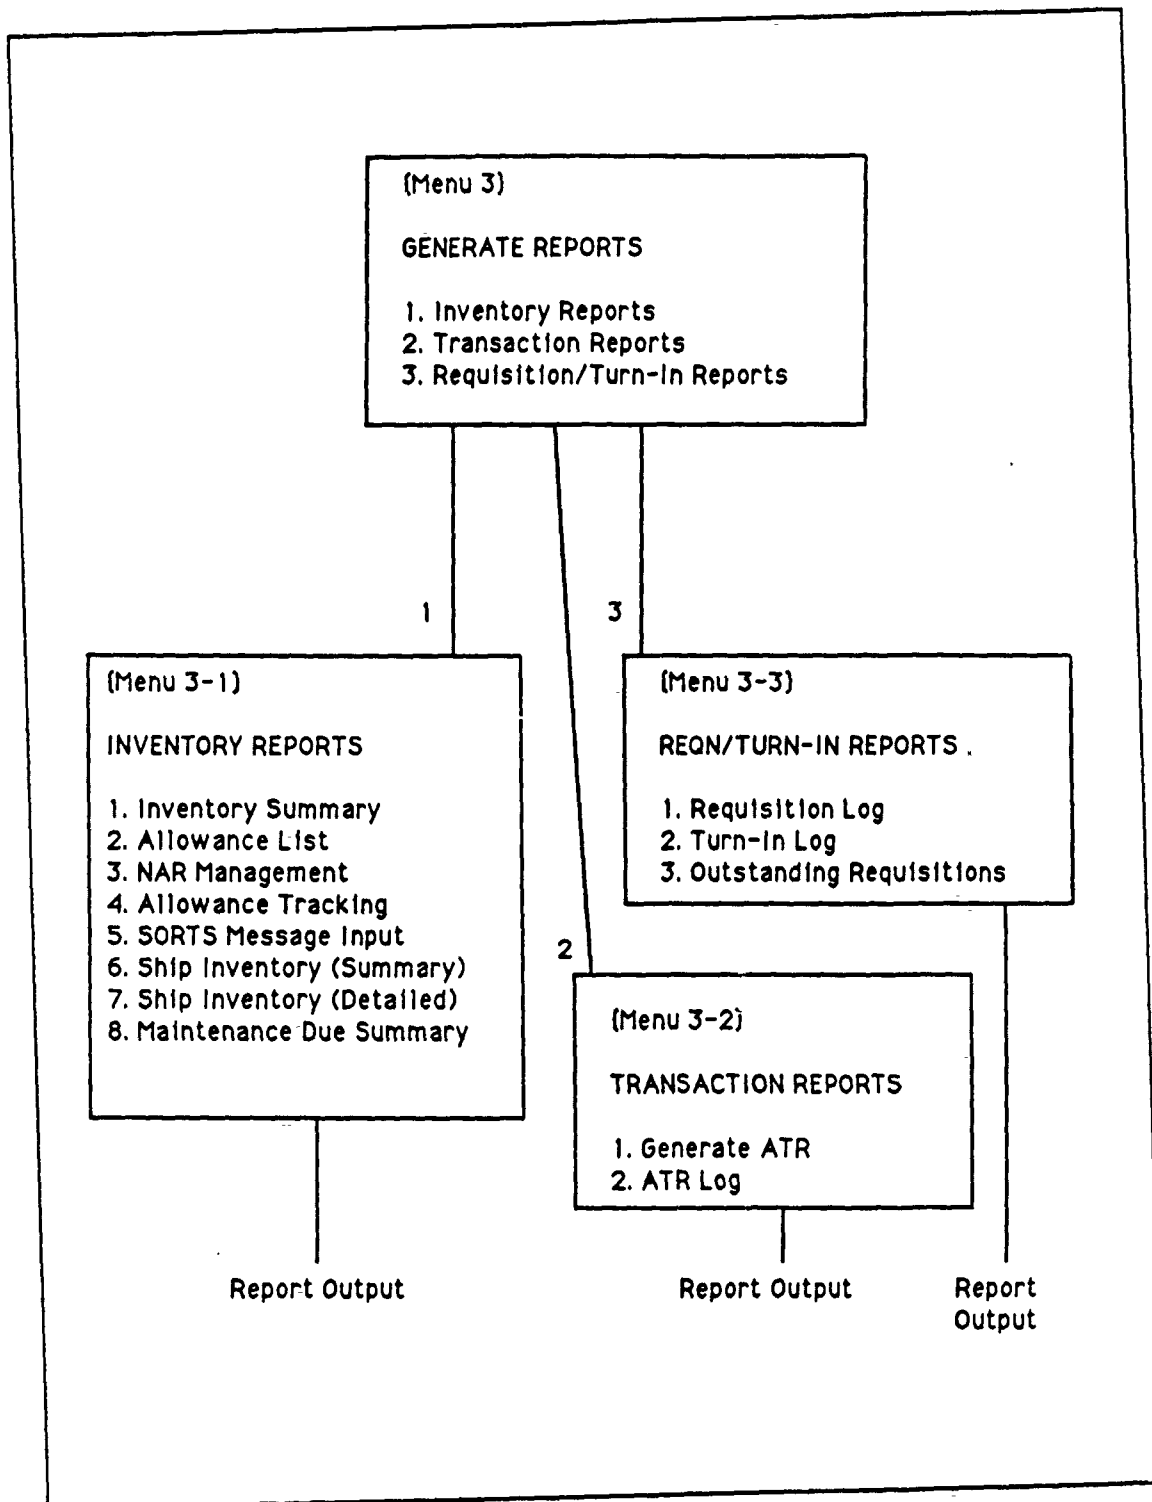 (Menu 3)
GENERATE REPORTS
1. Inventory Reports
2. Transaction Reports
3. Requisition/Turn-In Reports
1
3
(Menu 3-1)
INVENTORY REPORTS
1. Inventory Summary
2. Allowance List
3. NAR Management
4. Allowance Tracking
5. SORTS Message Input
6. Ship Inventory (Summary)
7. Ship Inventory (Detailed)
8. Maintenance Due Summary
(Menu 3-3)
REQN/TURN-IN REPORTS
1. Requisition Log
2. Turn-In Log
3. Outstanding Requisitions
2
(Menu 3-2)
TRANSACTION REPORTS
1. Generate ATR
2. ATR Log
Report Output
Report Output
Report
Output